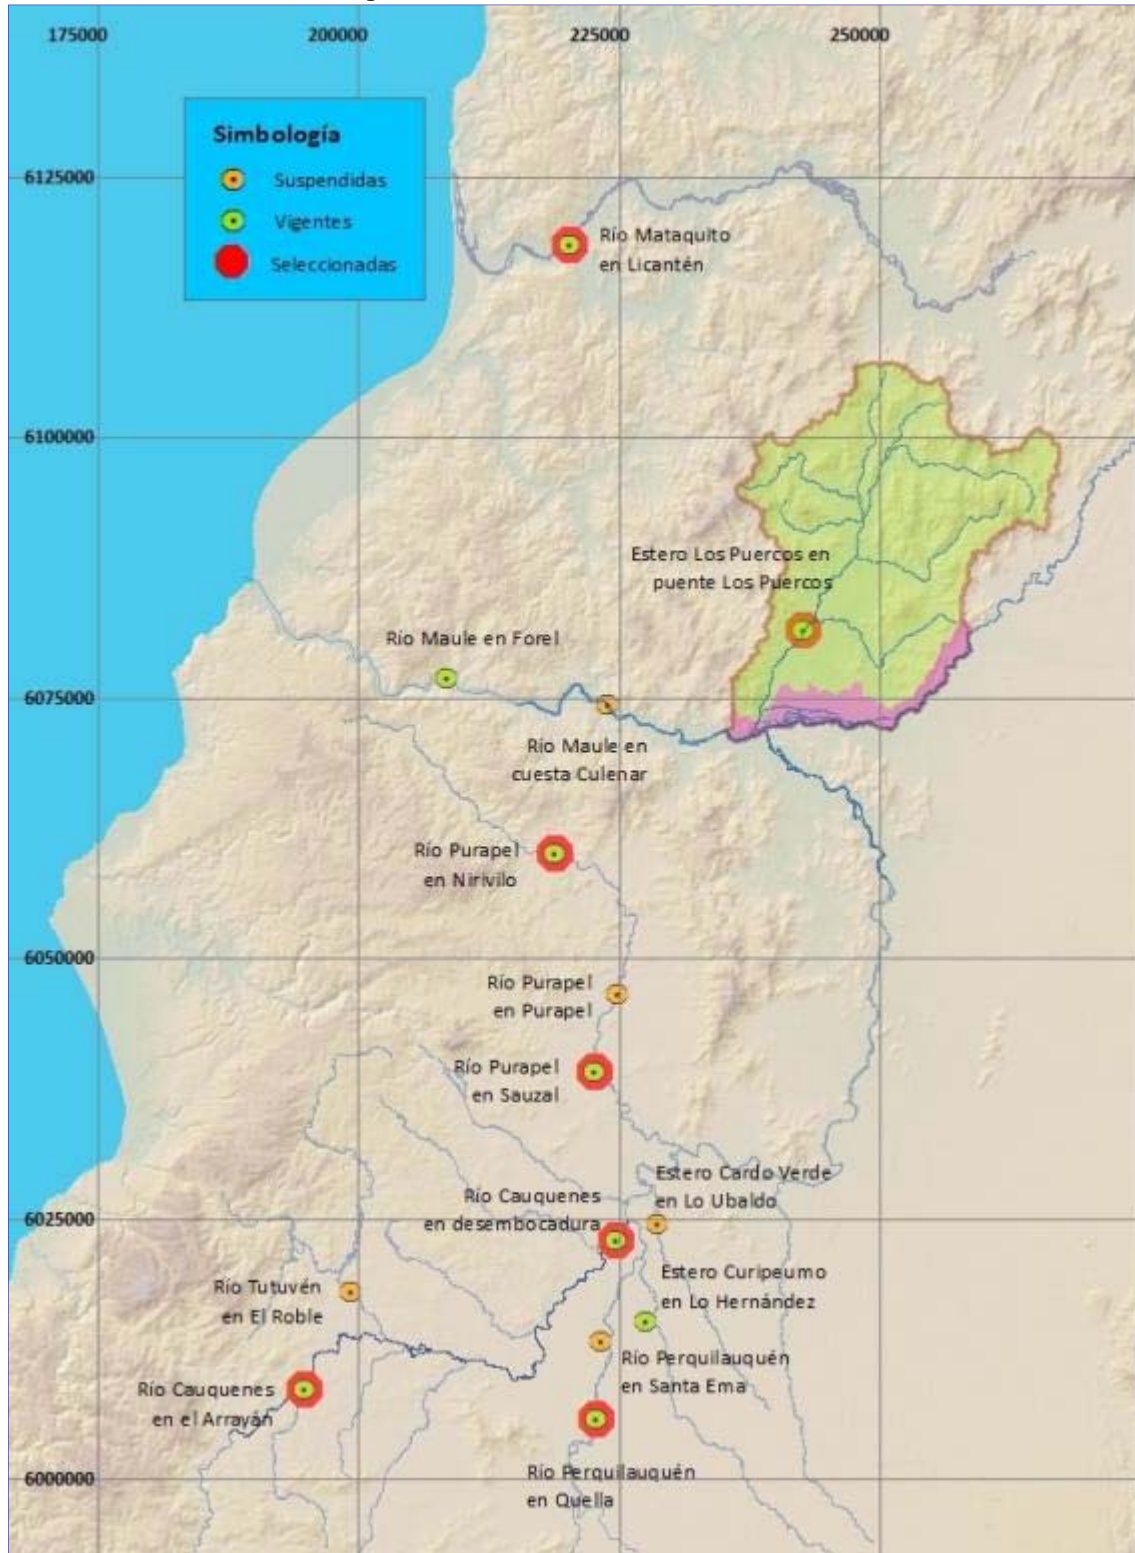 175000 200000 225000 250000
Simbología
Suspendidas
Vigentes
Seleccionadas
6125000
Río Mataquito
en Licantén
6100000
Estero Los Puercos en
puente Los Puercos
Río Maule en Forel
6075000
Río Maule en
cuesta Culenar
Río Purapel
en Nirivilo
6050000
Río Purapel
en Purapel
Río Purapel
en Sauzal
Estero Cardo Verde
en Lo Ubaldo
Río Cauquenes
en desembocadura
6025000
Estero Curipeumo
en Lo Hernández
Río Tutuvén
en El Roble
Río Perquilauquén
en Santa Ema
Río Cauquenes
en el Arrayán
6000000
Río Perquilauquén
en Quella